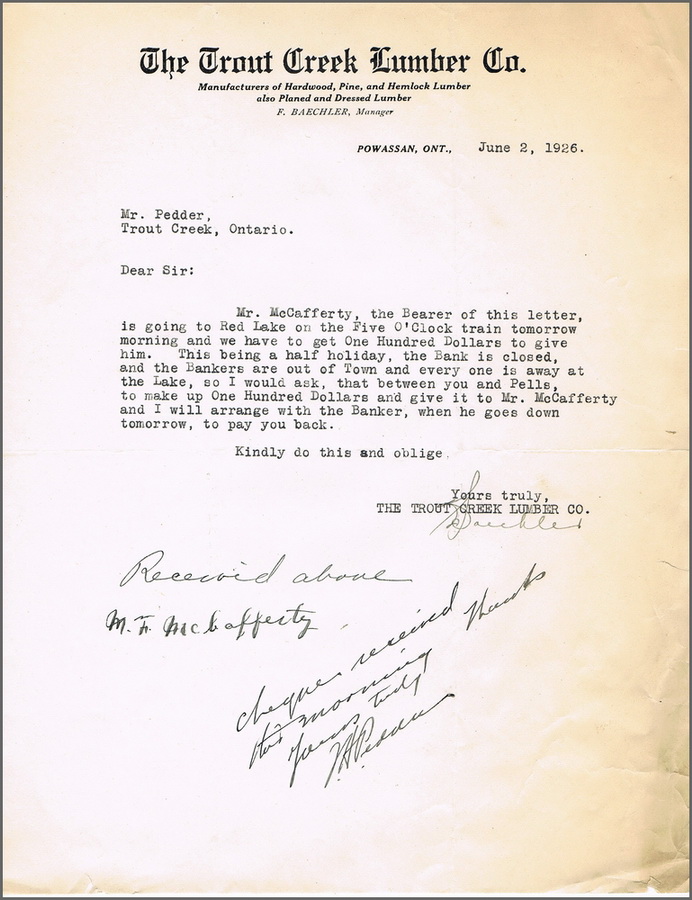 The Trout Creek Lumber Co.
Manufacturers of Hardwood, Pine, and Hemlock Lumber
also Planed and Dressed Lumber
F. BAECHLER, Manager
POWASSAN, ONT., June 2, 1926.
Mr. Pedder,
Trout Creek, Ontario.
Dear Sir:
Mr. McCafferty, the Bearer of this letter,
is going to Red Lake on the Five O'Clock train tomorrow
morning and we have to get One Hundred Dollars to give
him. This being a half holiday, the Bank is closed,
and the Bankers are out of Town and every one is away at
the Lake, so I would ask, that between you and Pells,
to make up One Hundred Dollars and give it to Mr. McCafferty
and I will arrange with the Banker, when he goes down
tomorrow, to pay you back.
Kindly do this and oblige.
Yours truly,
THE TROUT CREEK LUMBER CO.
F Baechler
Received above
M. F. McCafferty
cheque received Thanks
this morning
Yours truly
Pedder